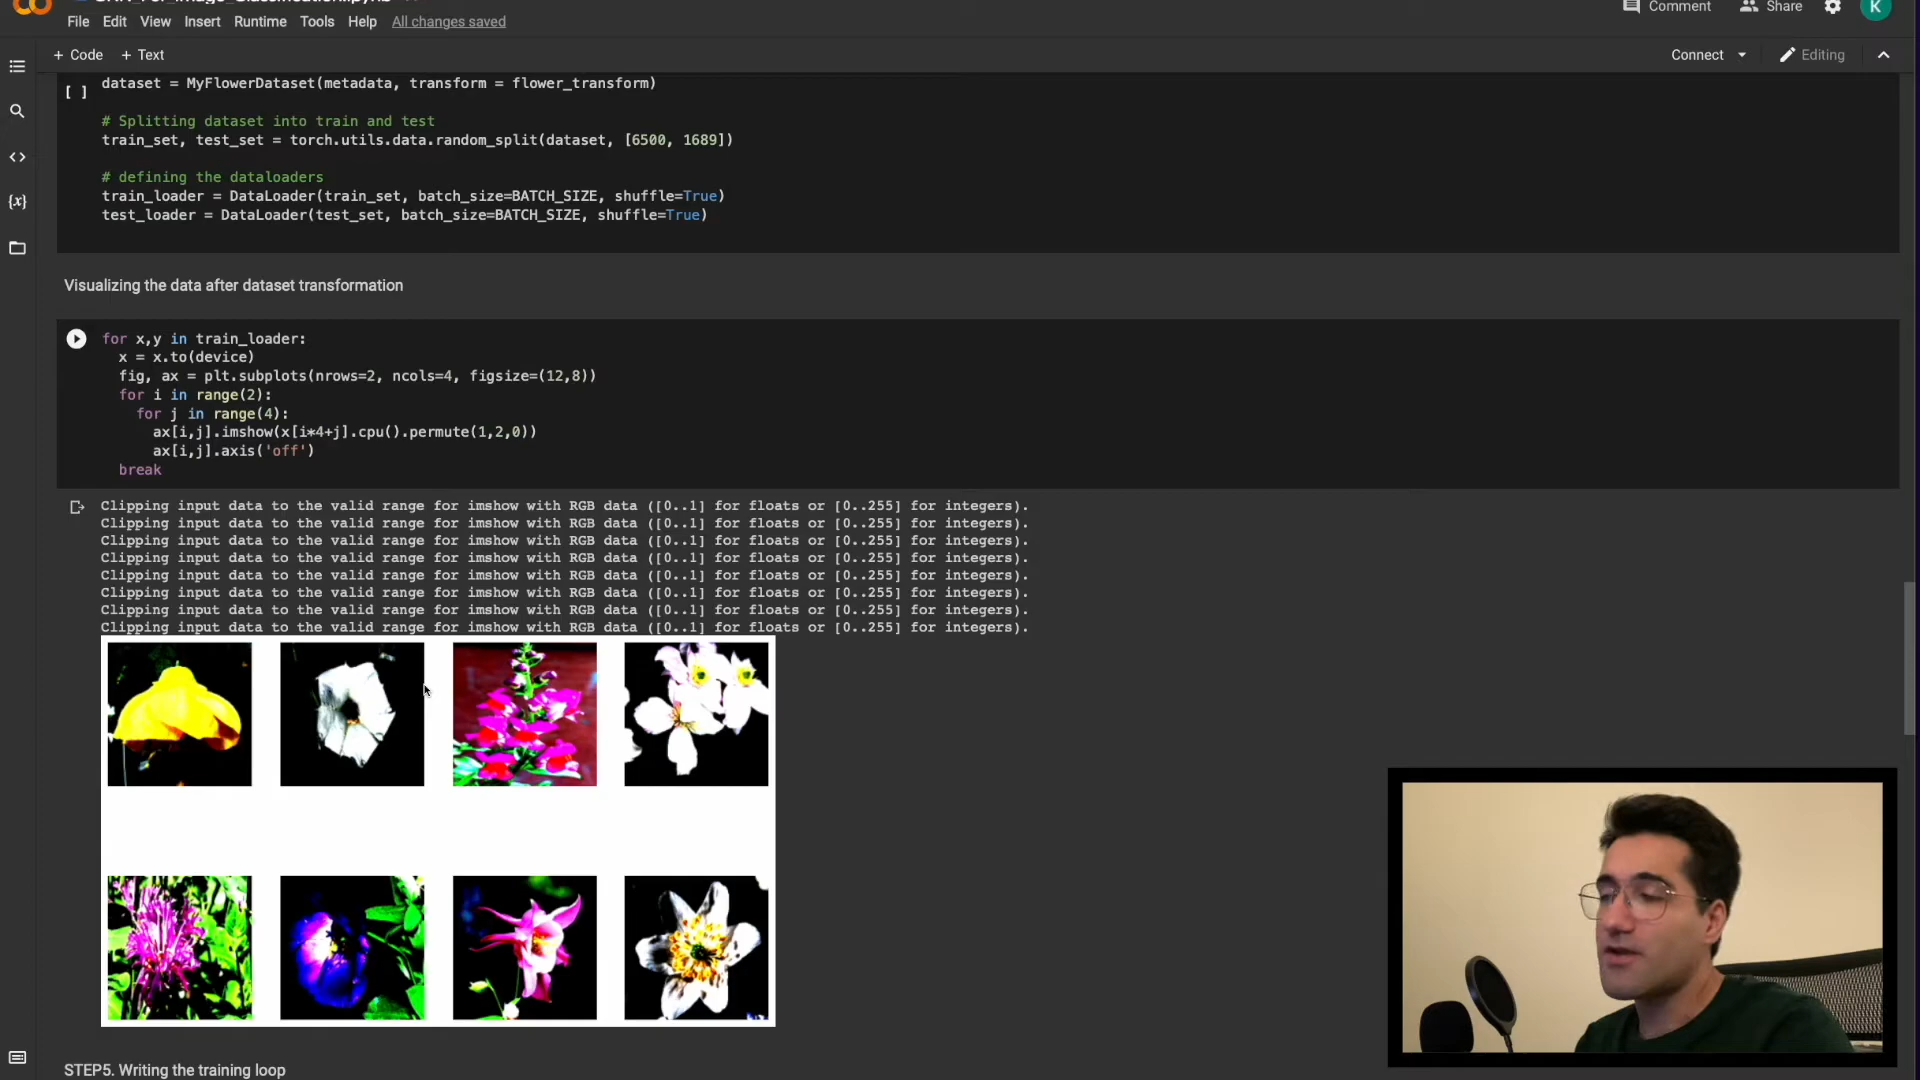 File Edit View Insert Runtime Tools Help All changes saved
Comment Share K
+ Code + Text
Connect Editing
[ ] dataset = MyFlowerDataset(metadata, transform = flower_transform)
# Splitting dataset into train and test
train_set, test_set = torch.utils.data.random_split(dataset, [6500, 1689])
# defining the dataloaders
train_loader = DataLoader(train_set, batch_size=BATCH_SIZE, shuffle=True)
test_loader = DataLoader(test_set, batch_size=BATCH_SIZE, shuffle=True)
Visualizing the data after dataset transformation
for x,y in train_loader:
x = x.to(device)
fig, ax = plt.subplots(nrows=2, ncols=4, figsize=(12,8))
for i in range(2):
for j in range(4):
ax[i,j].imshow(x[i*4+j].cpu().permute(1,2,0))
ax[i,j].axis('off')
break
Clipping input data to the valid range for imshow with RGB data ([0..1] for floats or [0..255] for integers).
Clipping input data to the valid range for imshow with RGB data ([0..1] for floats or [0..255] for integers).
Clipping input data to the valid range for imshow with RGB data ([0..1] for floats or [0..255] for integers).
Clipping input data to the valid range for imshow with RGB data ([0..1] for floats or [0..255] for integers).
Clipping input data to the valid range for imshow with RGB data ([0..1] for floats or [0..255] for integers).
Clipping input data to the valid range for imshow with RGB data ([0..1] for floats or [0..255] for integers).
Clipping input data to the valid range for imshow with RGB data ([0..1] for floats or [0..255] for integers).
Clipping input data to the valid range for imshow with RGB data ([0..1] for floats or [0..255] for integers).
STEP5. Writing the training loop